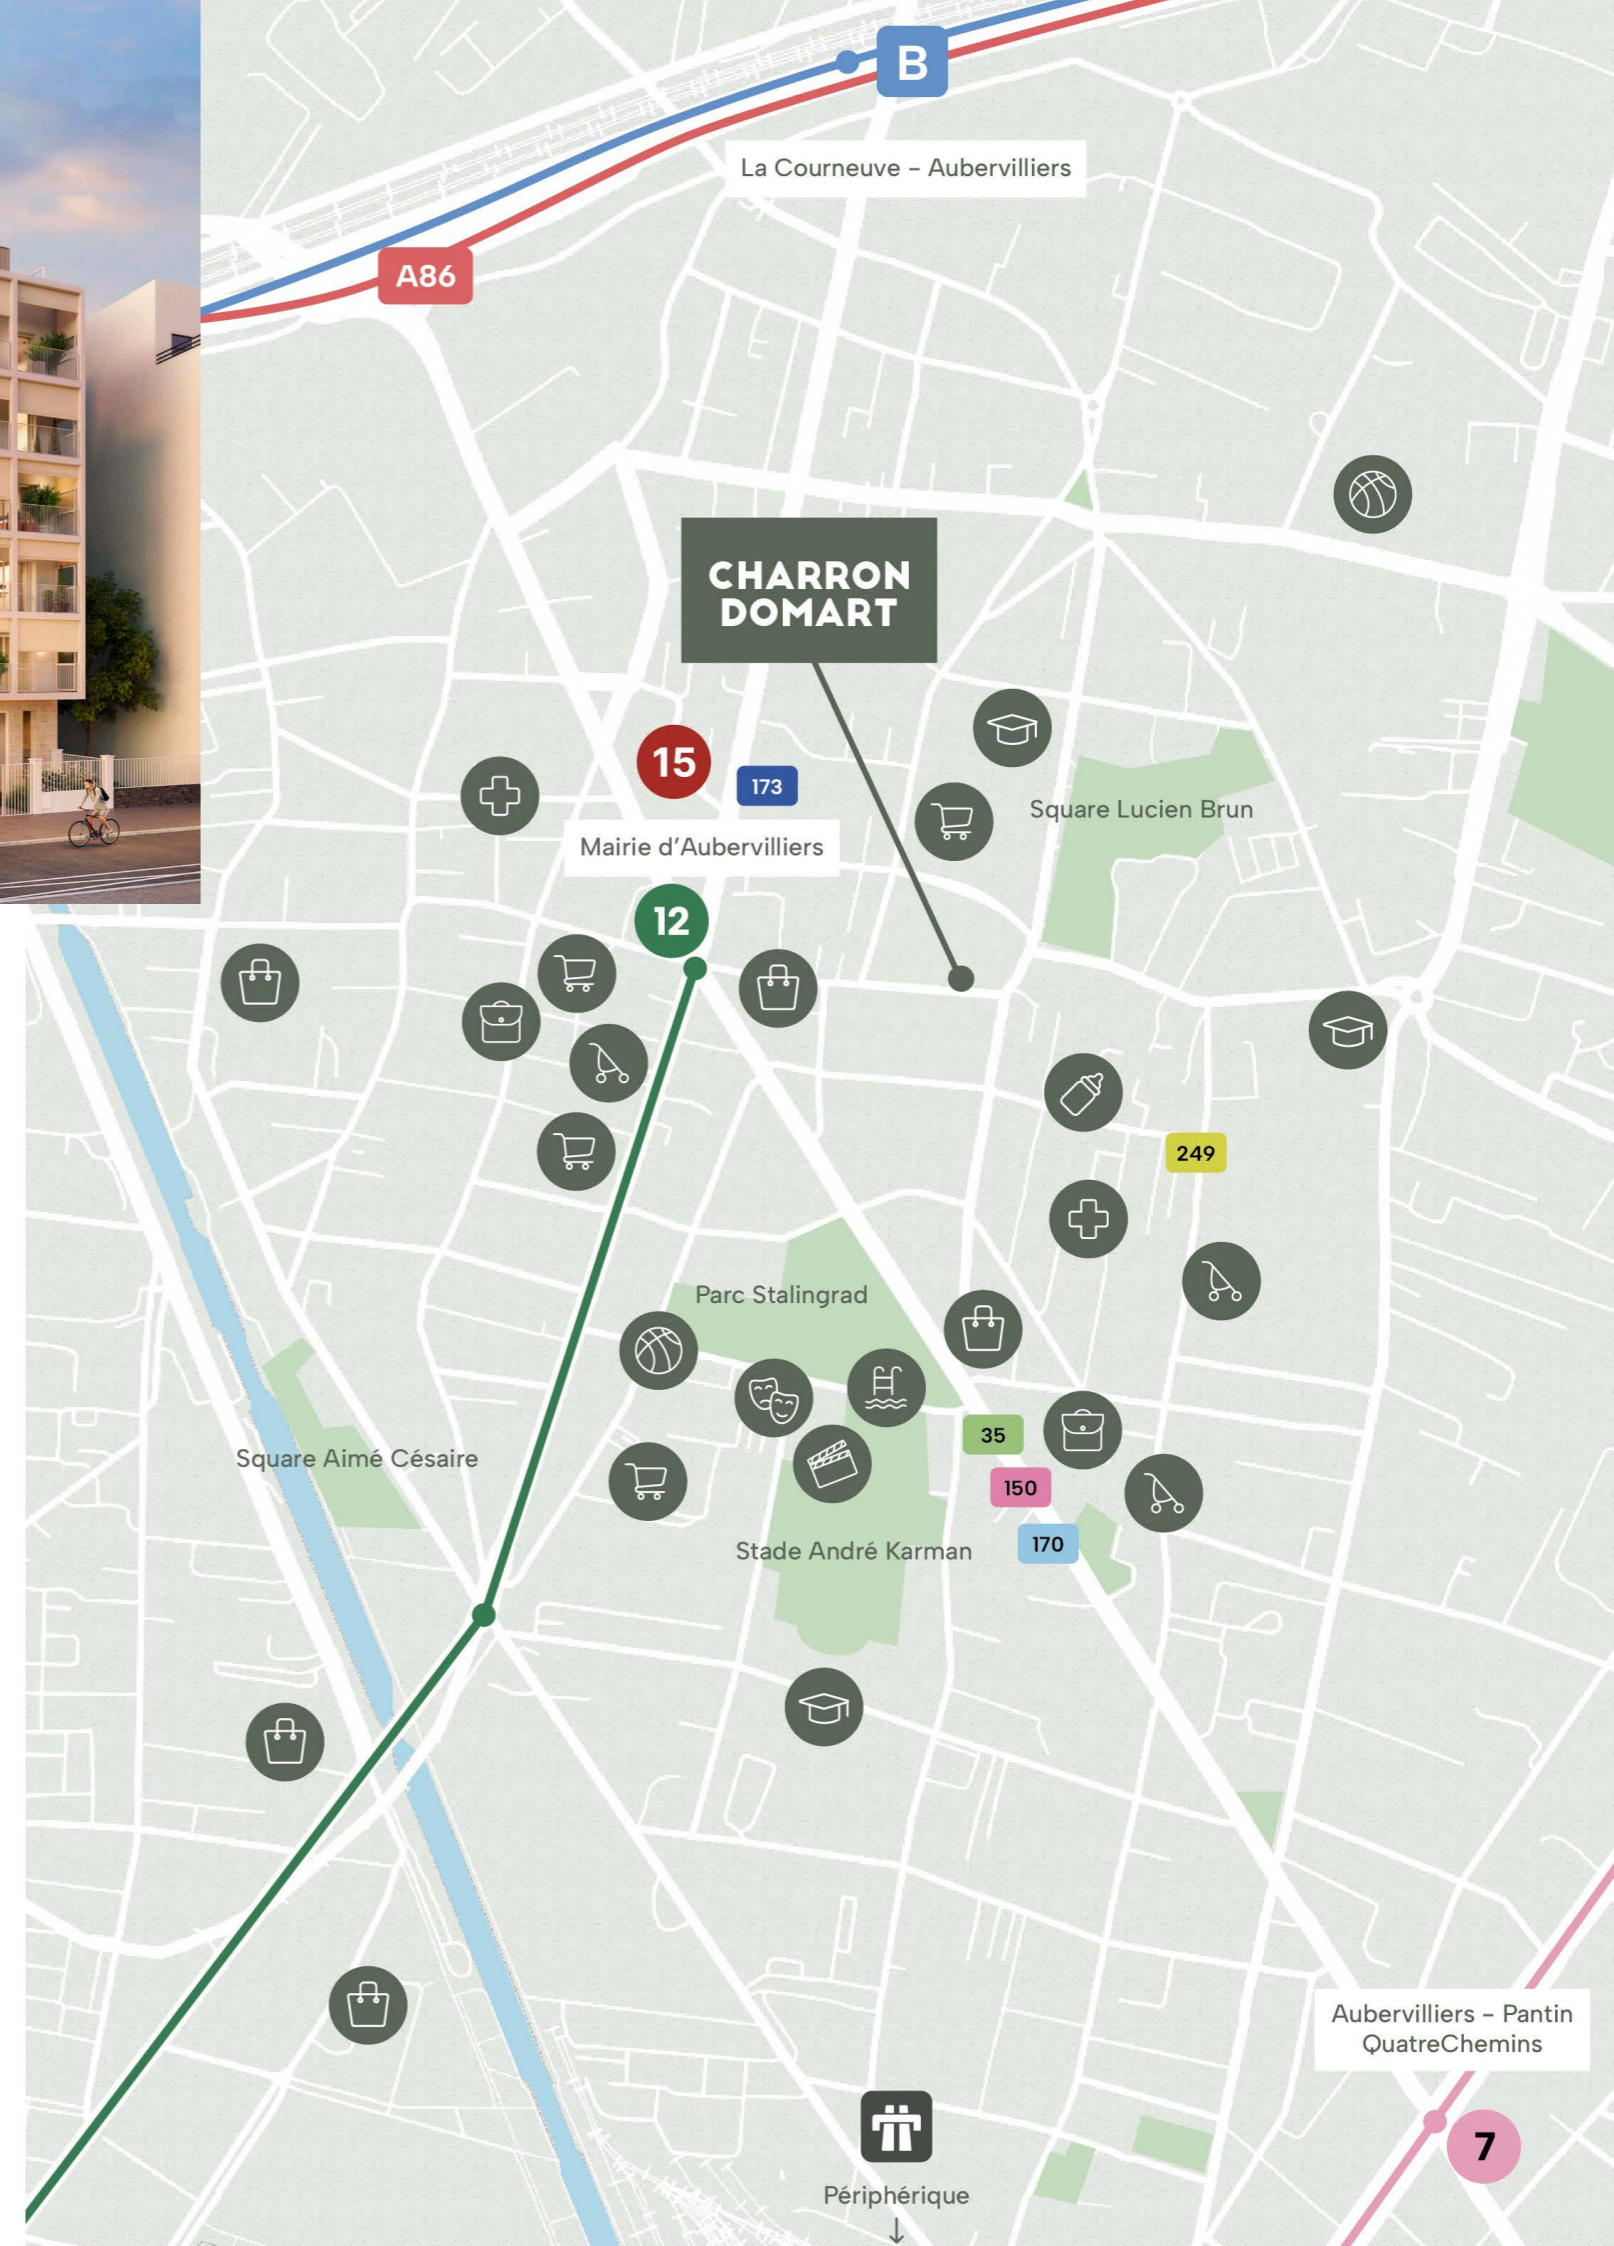 B
La Courneuve – Aubervilliers
A86
CHARRON
DOMART
15
173
Square Lucien Brun
Mairie d’Aubervilliers
12
249
Parc Stalingrad
35
Square Aimé Césaire
150
170
Stade André Karman
Aubervilliers – Pantin
QuatreChemins
7
Périphérique